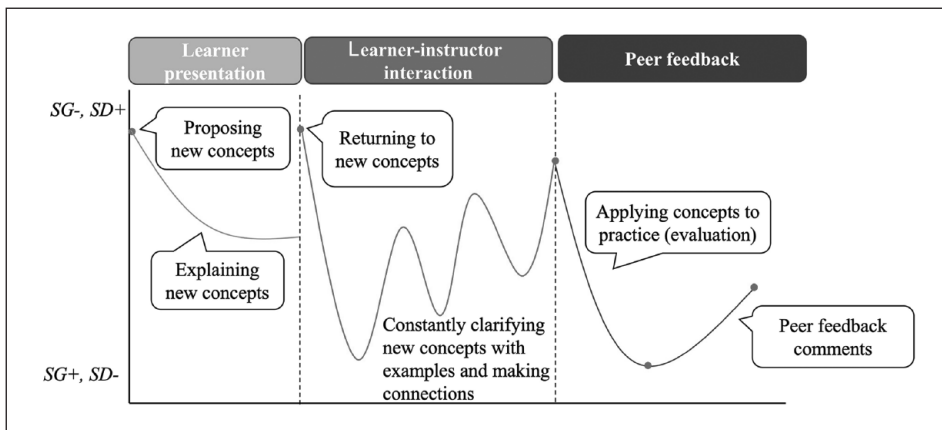 Learner
presentation
Learner-instructor
interaction
Peer feedback
SG-, SD+
Proposing
new concepts
Returning to
new concepts
Applying concepts to
practice (evaluation)
Explaining
new concepts
Constantly clarifying
new concepts with
examples and making
connections
Peer feedback
comments
SG+, SD-